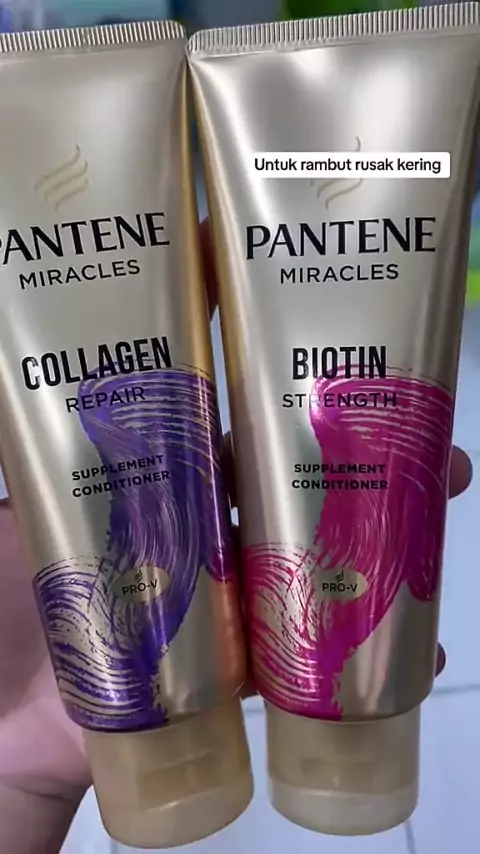 Untuk rambut rusak kering
PANTENE
MIRACLES
COLLAGEN
REPAIR
SUPPLEMENT
CONDITIONER
PRO-V
PANTENE
MIRACLES
BIOTIN
STRENGTH
SUPPLEMENT
CONDITIONER
PRO-V